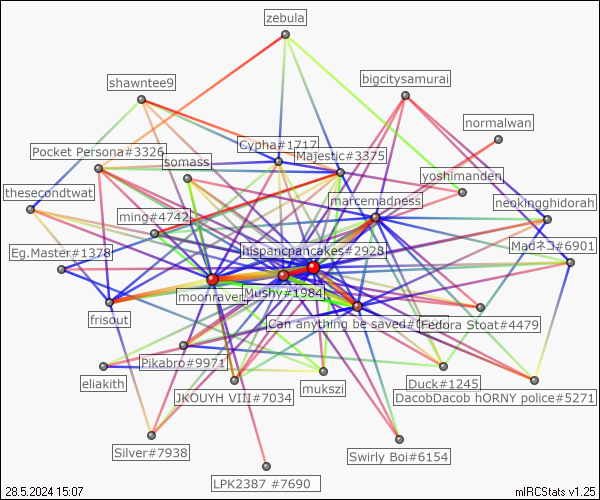 zebula
shawntee9
bigcitysamurai
normalwan
Cypha#1717
Pocket Persona#3326
Majestic#3375
somass
yoshimanden
thesecondtwat
marcemadness
neokingghidorah
ming#4742
Eg.Master#1378
hispancpancakes#2928
Madネコ#6901
moonraven
Mushy#1984
frisout
Can anything be saved
Fedora Stoat#4479
Pikabro#9971
eliakith
mukszi
Duck#1245
JKOUYH VIII#7034
DacobDacob hORNY police#5271
Silver#7938
Swirly Boi#6154
LPK2387 #7690
28.5.2024 15:07
mIRCStats v1.25